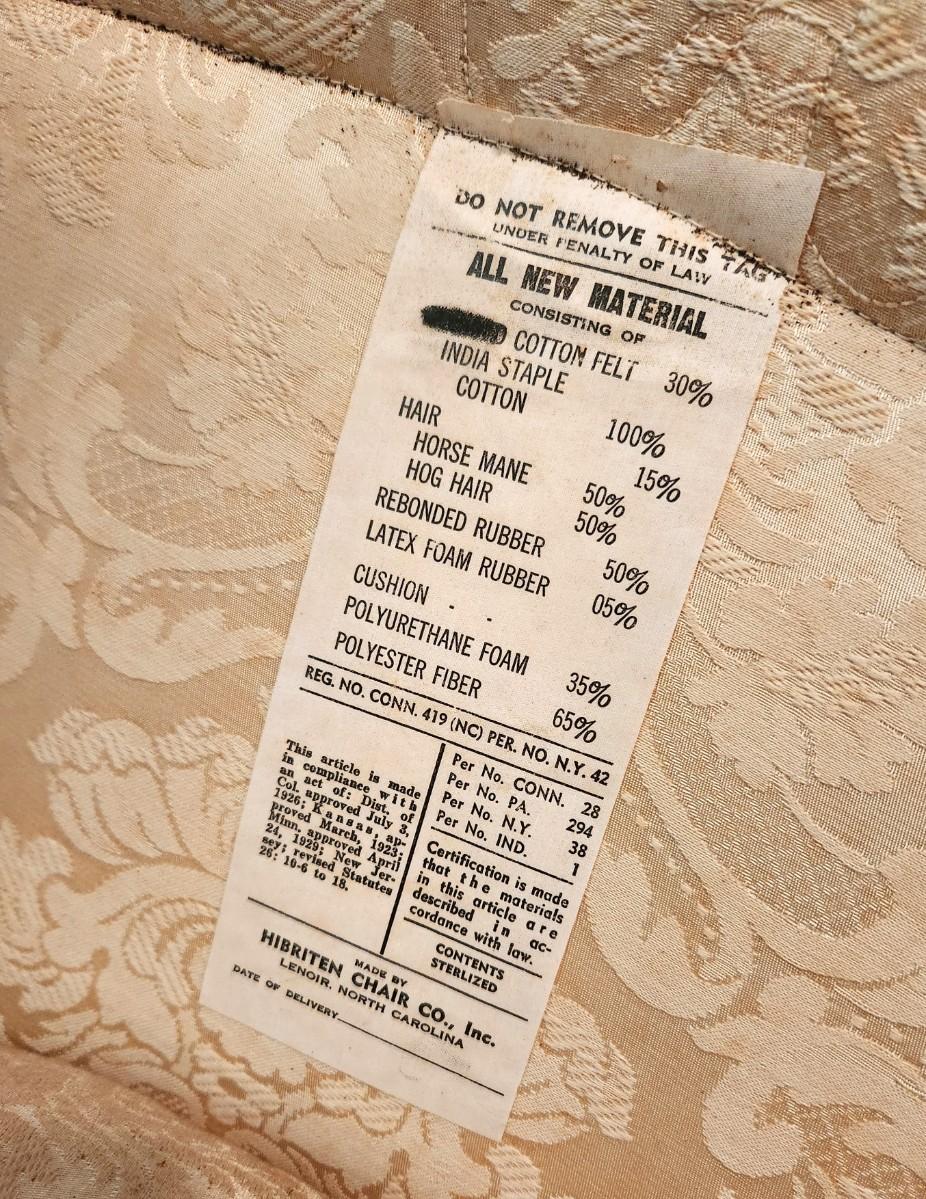 DO NOT REMOVE THIS TAG
UNDER PENALTY OF LAW
ALL NEW MATERIAL
CONSISTING OF
COTTON FELT 30%
INDIA STAPLE
COTTON 100%
HAIR 15%
HORSE MANE 50%
HOG HAIR 50%
REBONDED RUBBER 50%
LATEX FOAM RUBBER 05%
CUSHION - -
POLYURETHANE FOAM 35%
POLYESTER FIBER 65%
REG. NO. CONN. 419 (NC) PER. NO. N.Y. 42
This article is made
in compliance with
an act of: Dist. of
Col. approved July 3,
1926; Kansas, ap-
proved March, 1923;
Minn. approved April
24, 1929; New Jer-
sey; revised Statutes
26: 10-6 to 18.
Per No. CONN. 28
Per No. PA. 294
Per No. N.Y. 38
Per No. IND. 1
Certification is made
that the materials
in this article are
described in ac-
cordance with law.
CONTENTS
STERLIZED
MADE BY
HIBRITEN CHAIR CO., Inc.
LENOIR, NORTH CAROLINA
DATE OF DELIVERY